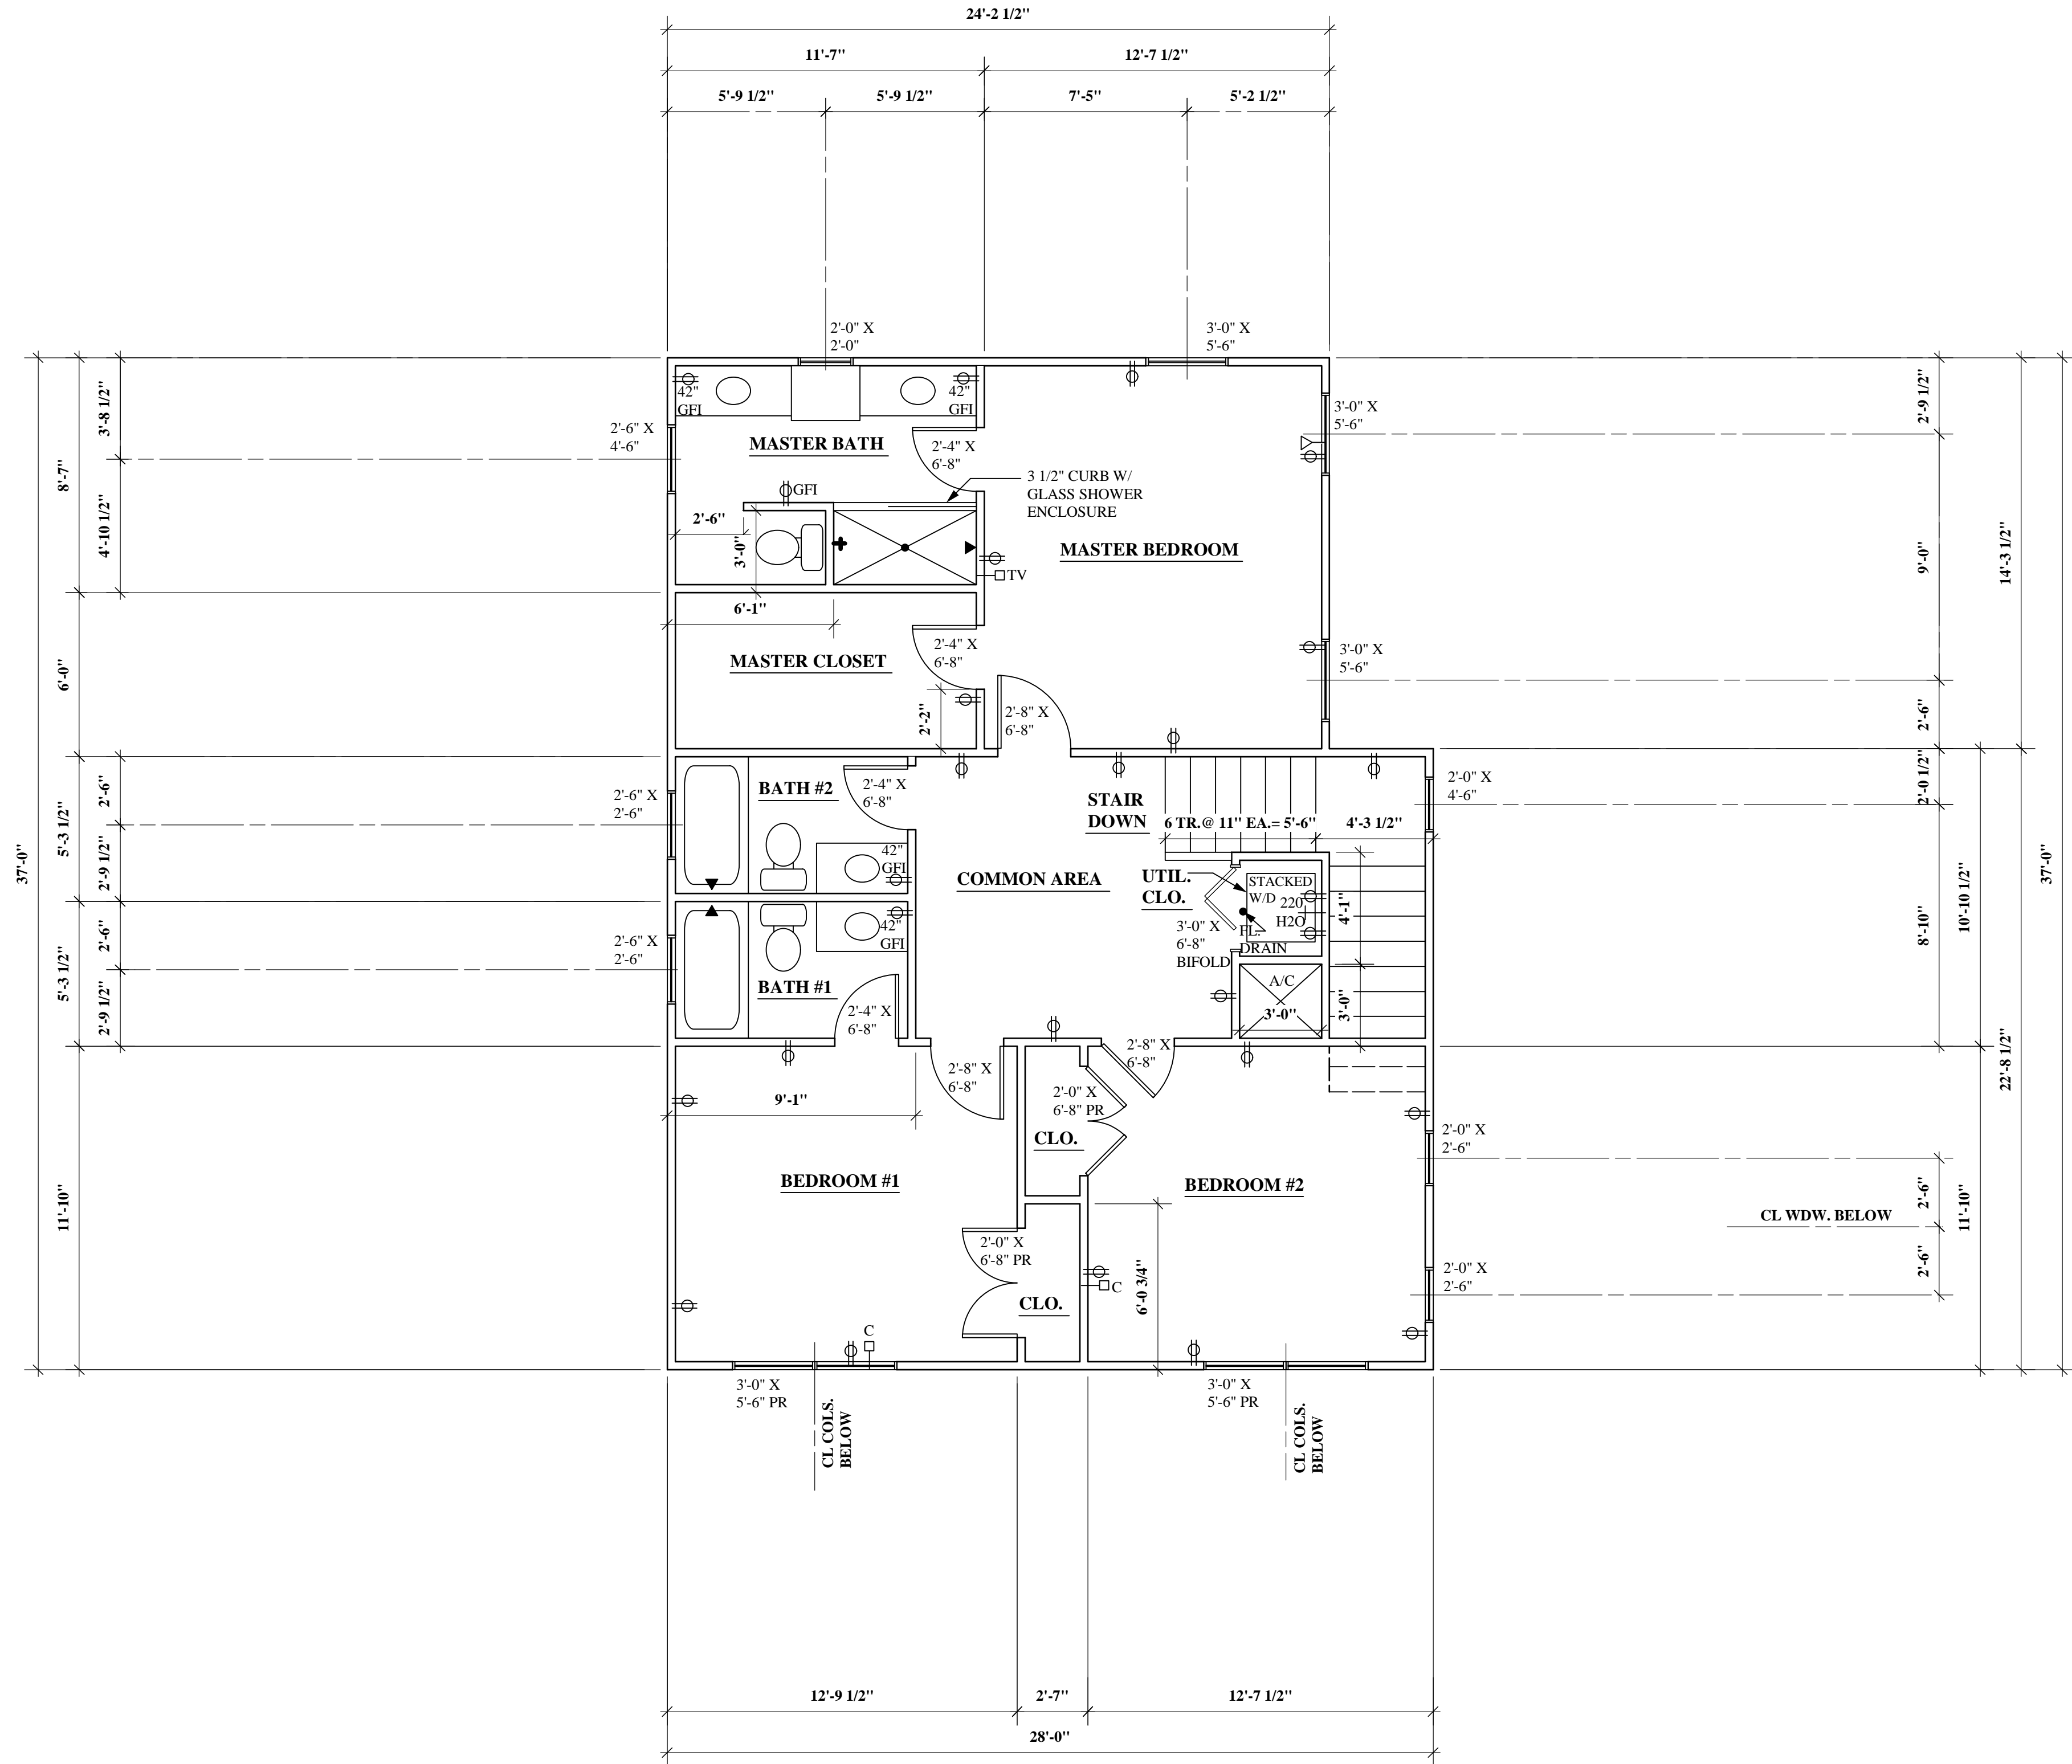 24'-2 1/2"
11'-7"
12'-7 1/2"
5'-9 1/2"
5'-9 1/2"
7'-5"
5'-2 1/2"
2'-0" X
2'-0"
3'-0" X
5'-6"
42"
GFI
42"
GFI
3'-0" X
5'-6"
2'-6" X
4'-6"
MASTER BATH
2'-4" X
6'-8"
3 1/2" CURB W/
GLASS SHOWER
ENCLOSURE
GFI
2'-6"
3'-0"
MASTER BEDROOM
TV
6'-1"
2'-4" X
6'-8"
MASTER CLOSET
3'-0" X
5'-6"
2'-2"
2'-8" X
6'-8"
37'-0"
8'-7"
6'-0"
5'-3 1/2"
5'-3 1/2"
11'-10"
3'-8 1/2"
4'-10 1/2"
2'-6"
2'-9 1/2"
2'-6"
2'-9 1/2"
BATH #2
2'-4" X
6'-8"
2'-6" X
2'-6"
STAIR
DOWN
6 TR.@ 11" EA.= 5'-6"
4'-3 1/2"
2'-0" X
4'-6"
42"
GFI
COMMON AREA
UTIL.
CLO.
STACKED
W/D
220
H2O
FL.
DRAIN
3'-0" X
6'-8"
BIFOLD
4'-1"
42"
GFI
2'-6" X
2'-6"
BATH #1
2'-4" X
6'-8"
A/C
3'-0"
3'-0"
2'-8" X
6'-8"
2'-8" X
6'-8"
9'-1"
2'-0" X
6'-8" PR
CLO.
2'-0" X
2'-6"
BEDROOM #1
BEDROOM #2
2'-0" X
6'-8" PR
CLO.
6'-0 3/4"
C
C
2'-0" X
2'-6"
3'-0" X
5'-6" PR
3'-0" X
5'-6" PR
CL COLS.
BELOW
CL COLS.
BELOW
2'-9 1/2"
9'-0"
2'-6"
2'-0 1/2"
8'-10"
14'-3 1/2"
10'-10 1/2"
22'-8 1/2"
37'-0"
2'-6"
2'-6"
11'-10"
CL WDW. BELOW
12'-9 1/2"
2'-7"
12'-7 1/2"
28'-0"